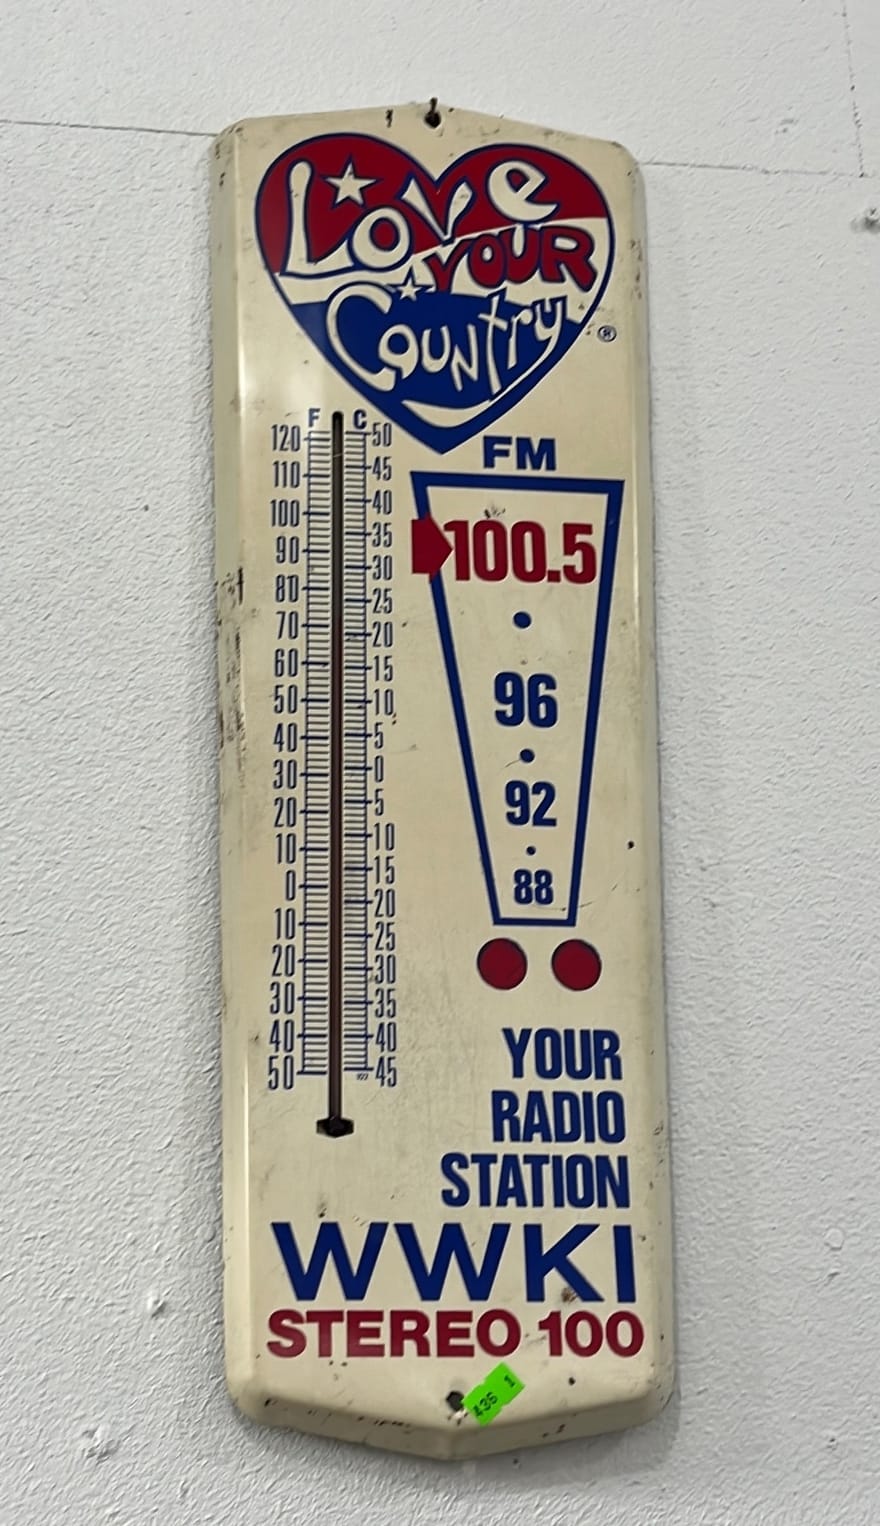 Love
YOUR
Country
®
F C
120 50
110 45
100 40
90 35
80 30
70 25
60 20
50 15
40 10
30 5
20 0
10 5
0 10
10 15
20 20
30 25
40 30
50 35
40
45
FM
100.5
96
92
88
YOUR
RADIO
STATION
WWKI
STEREO 100